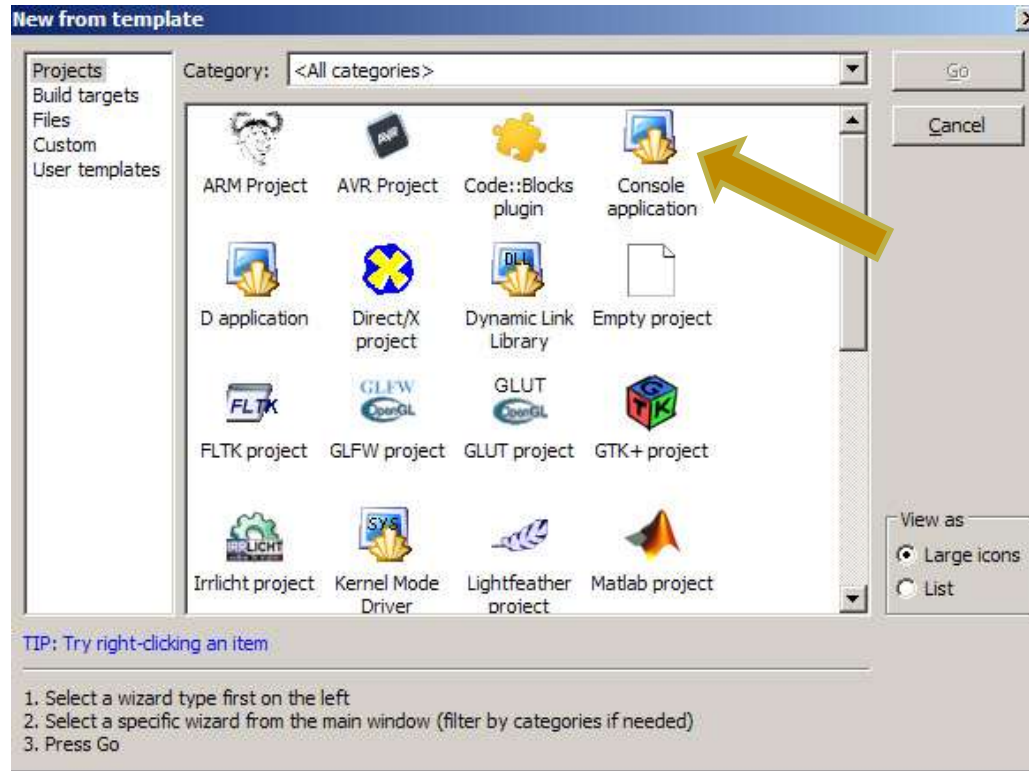 New from template
Projects
Build targets
Files
Custom
User templates
Category: <All categories>
Go
Cancel
AVR
ARM Project AVR Project Code::Blocks plugin Console application
DLL
D application Direct/X project Dynamic Link Library Empty project
FLTK GLFW OpenGL GLUT OpenGL GTK
FLTK project GLFW project GLUT project GTK+ project
IRRLICHT SYS
Irrlicht project Kernel Mode Driver Lightfeather project Matlab project
View as
Large icons
List
TIP: Try right-clicking an item
1. Select a wizard type first on the left
2. Select a specific wizard from the main window (filter by categories if needed)
3. Press Go